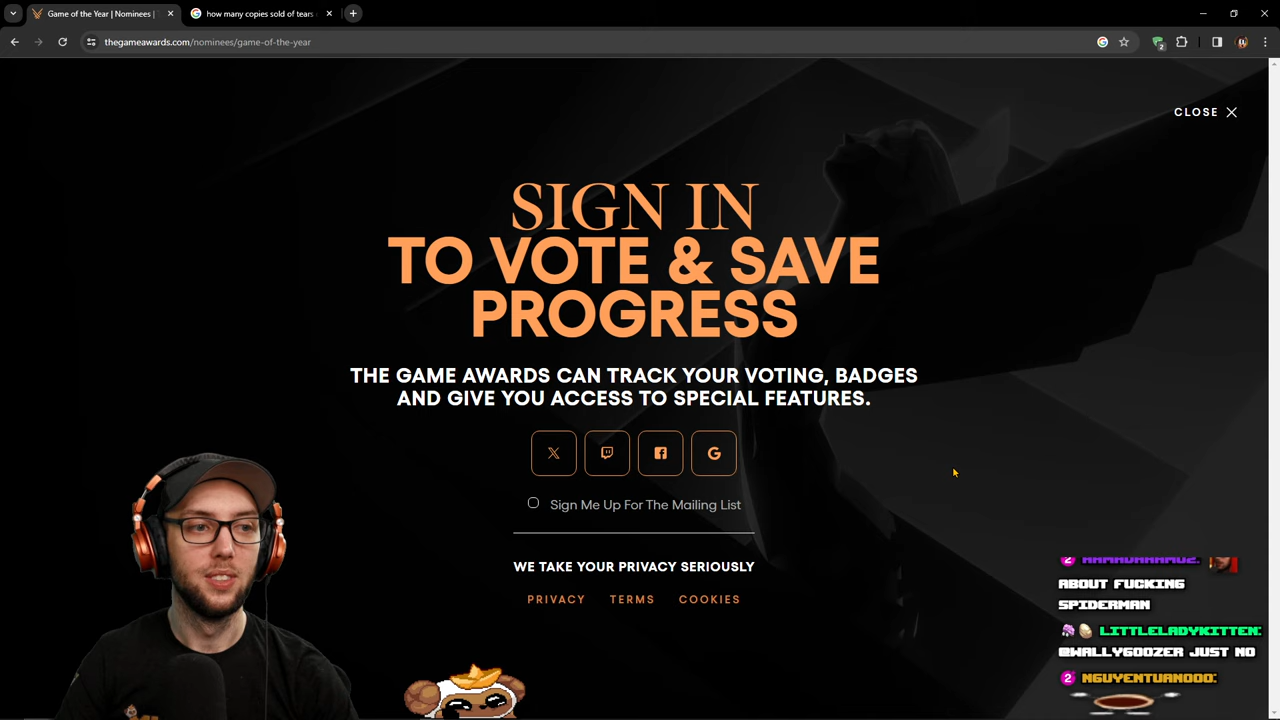 Game of the Year | Nominees |
how many copies sold of tears
thegameawards.com/nominees/game-of-the-year
CLOSE
SIGN IN
TO VOTE & SAVE
PROGRESS
THE GAME AWARDS CAN TRACK YOUR VOTING, BADGES
AND GIVE YOU ACCESS TO SPECIAL FEATURES.
Sign Me Up For The Mailing List
WE TAKE YOUR PRIVACY SERIOUSLY
PRIVACY TERMS COOKIES
ABOUT FUCKING
SPIDERMAN
LITTLELADYKITTEN:
@WALLYGOOZER JUST NO
NGUYENTUANOOO: